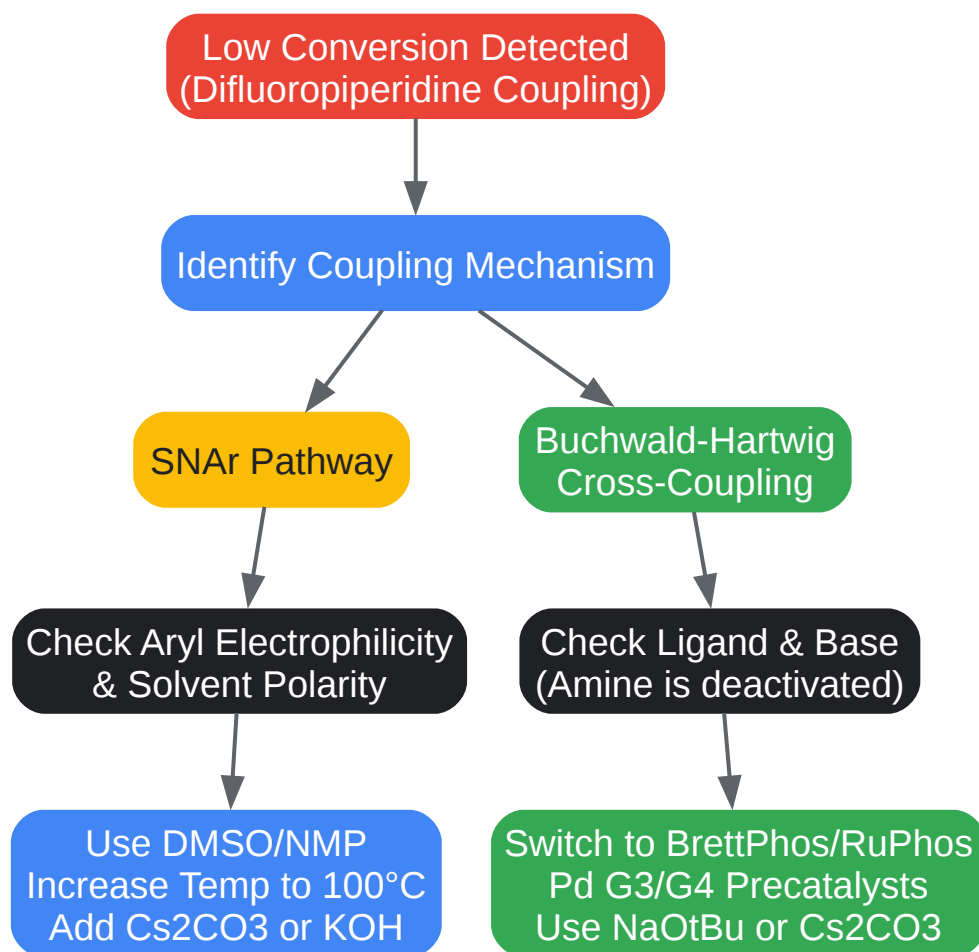 Low Conversion Detected
(Difluoropiperidine Coupling)
Identify Coupling Mechanism
SNAr Pathway
Buchwald-Hartwig
Cross-Coupling
Check Aryl Electrophilicity
& Solvent Polarity
Check Ligand & Base
(Amine is deactivated)
Use DMSO/NMP
Increase Temp to 100°C
Add Cs2CO3 or KOH
Switch to BrettPhos/RuPhos
Pd G3/G4 Precatalysts
Use NaOtBu or Cs2CO3